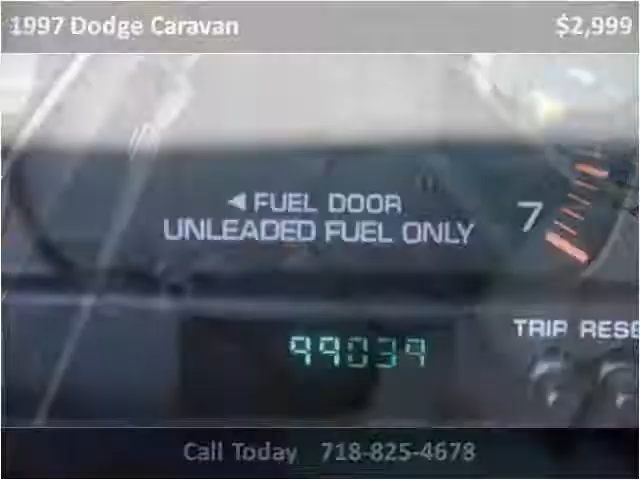 1997 Dodge Caravan $2,999
◄ FUEL DOOR
UNLEADED FUEL ONLY
7
TRIP RESE
99039
Call Today 718-825-4678